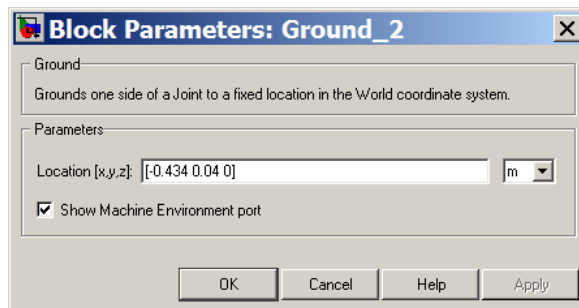 Block Parameters: Ground_2
Ground
Grounds one side of a Joint to a fixed location in the World coordinate system.
Parameters
Location [x,y,z]: [-0.434 0.04 0] m
Show Machine Environment port
OK Cancel Help Apply